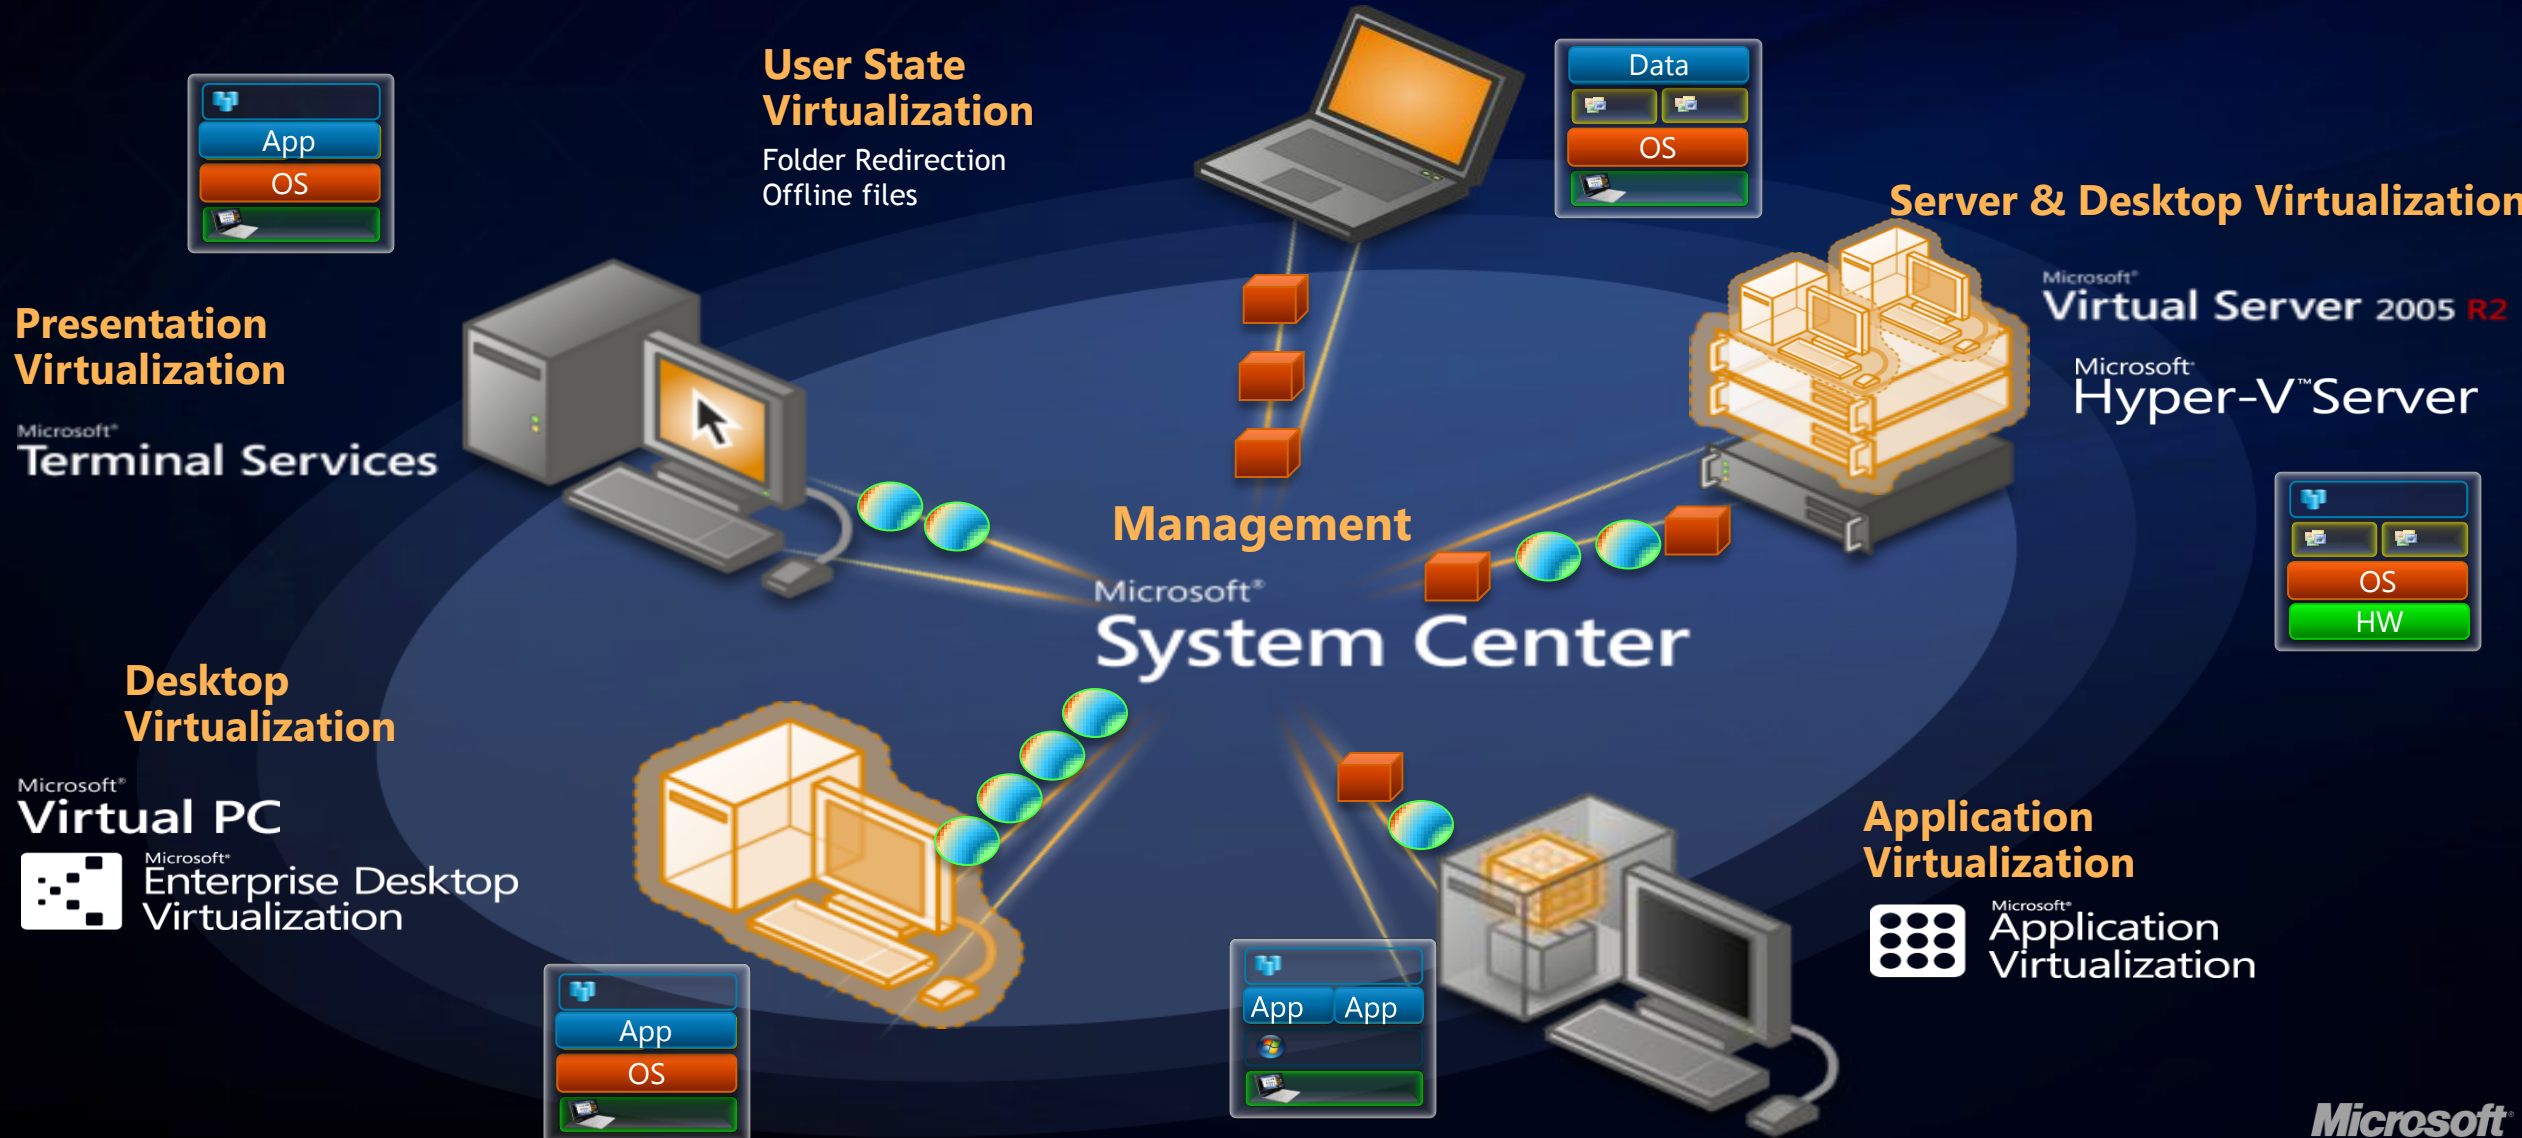 User State
Virtualization
Folder Redirection
Offline files
App
OS
Data
OS
Server & Desktop Virtualization
Microsoft®
Virtual Server 2005 R2
Microsoft®
Hyper-V™ Server
OS
HW
Presentation
Virtualization
Microsoft®
Terminal Services
Management
Microsoft®
System Center
Desktop
Virtualization
Microsoft®
Virtual PC
Microsoft®
Enterprise Desktop
Virtualization
App
OS
App App
Application
Virtualization
Microsoft®
Application
Virtualization
Microsoft®